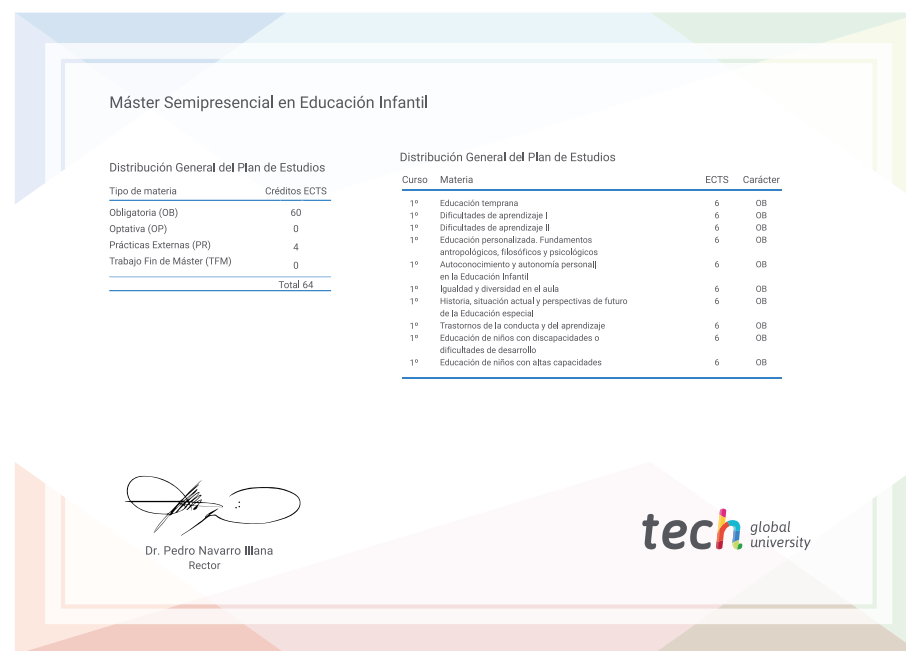 Máster Semipresencial en Educación Infantil
Distribución General del Plan de Estudios
Tipo de materia Créditos ECTS
Obligatoria (OB) 60
Optativa (OP) 0
Prácticas Externas (PR) 4
Trabajo Fin de Máster (TFM) 0
Total 64
Distribución General del Plan de Estudios
Curso Materia ECTS Carácter
1º Educación temprana 6 OB
1º Dificultades de aprendizaje I 6 OB
1º Dificultades de aprendizaje II 6 OB
1º Educación personalizada. Fundamentos 6 OB
antropológicos, filosóficos y psicológicos
1º Autoconocimiento y autonomía personal 6 OB
en la Educación Infantil
1º Igualdad y diversidad en el aula 6 OB
1º Historia, situación actual y perspectivas de futuro 6 OB
de la Educación especial
1º Trastornos de la conducta y del aprendizaje 6 OB
1º Educación de niños con discapacidades o 6 OB
dificultades de desarrollo
1º Educación de niños con altas capacidades 6 OB
Dr. Pedro Navarro Illana
Rector
tech global
university